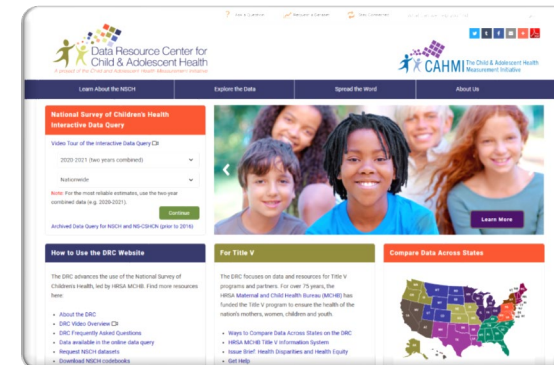 Ask a Question
Request a Dataset
Data Resource Center for
Child & Adolescent Health
A project of the Child and Adolescent Health Measurement Initiative
CAHMI The Child & Adolescent Health
Measurement Initiative
Learn About the NSCH
Explore the Data
Spread the Word
About Us
National Survey of Children's Health
Interactive Data Query
Video Tour of the Interactive Data Query
2020-2021 (two years combined)
Nationwide
Note: For the most reliable estimates, use the two year
combined data (e.g. 2020-2021).
Continue
Archived Data Query for NSCH and NS-CSHCN (prior to 2016)
Learn More
How to Use the DRC Website
The DRC advances the use of the National Survey of
Children's Health, led by HRSA MCHB. Find more resources
here:
• About the DRC
• DRC Video Overview
• DRC Frequently Asked Questions
• Data available in the online data query
• Request NSCH datasets
• Download NSCH codebooks
For Title V
The DRC focuses on data and resources for Title V
programs and partners. For over 75 years, the
HRSA Maternal and Child Health Bureau (MCHB) has
funded the Title V program to ensure the health of the
nation's mothers, women, children and youth.
• Ways to Compare Data Across States on the DRC
• HRSA MCHB Title V Information System
• Issue Brief: Health Disparities and Health Equity
• Get Help
Compare Data Across States